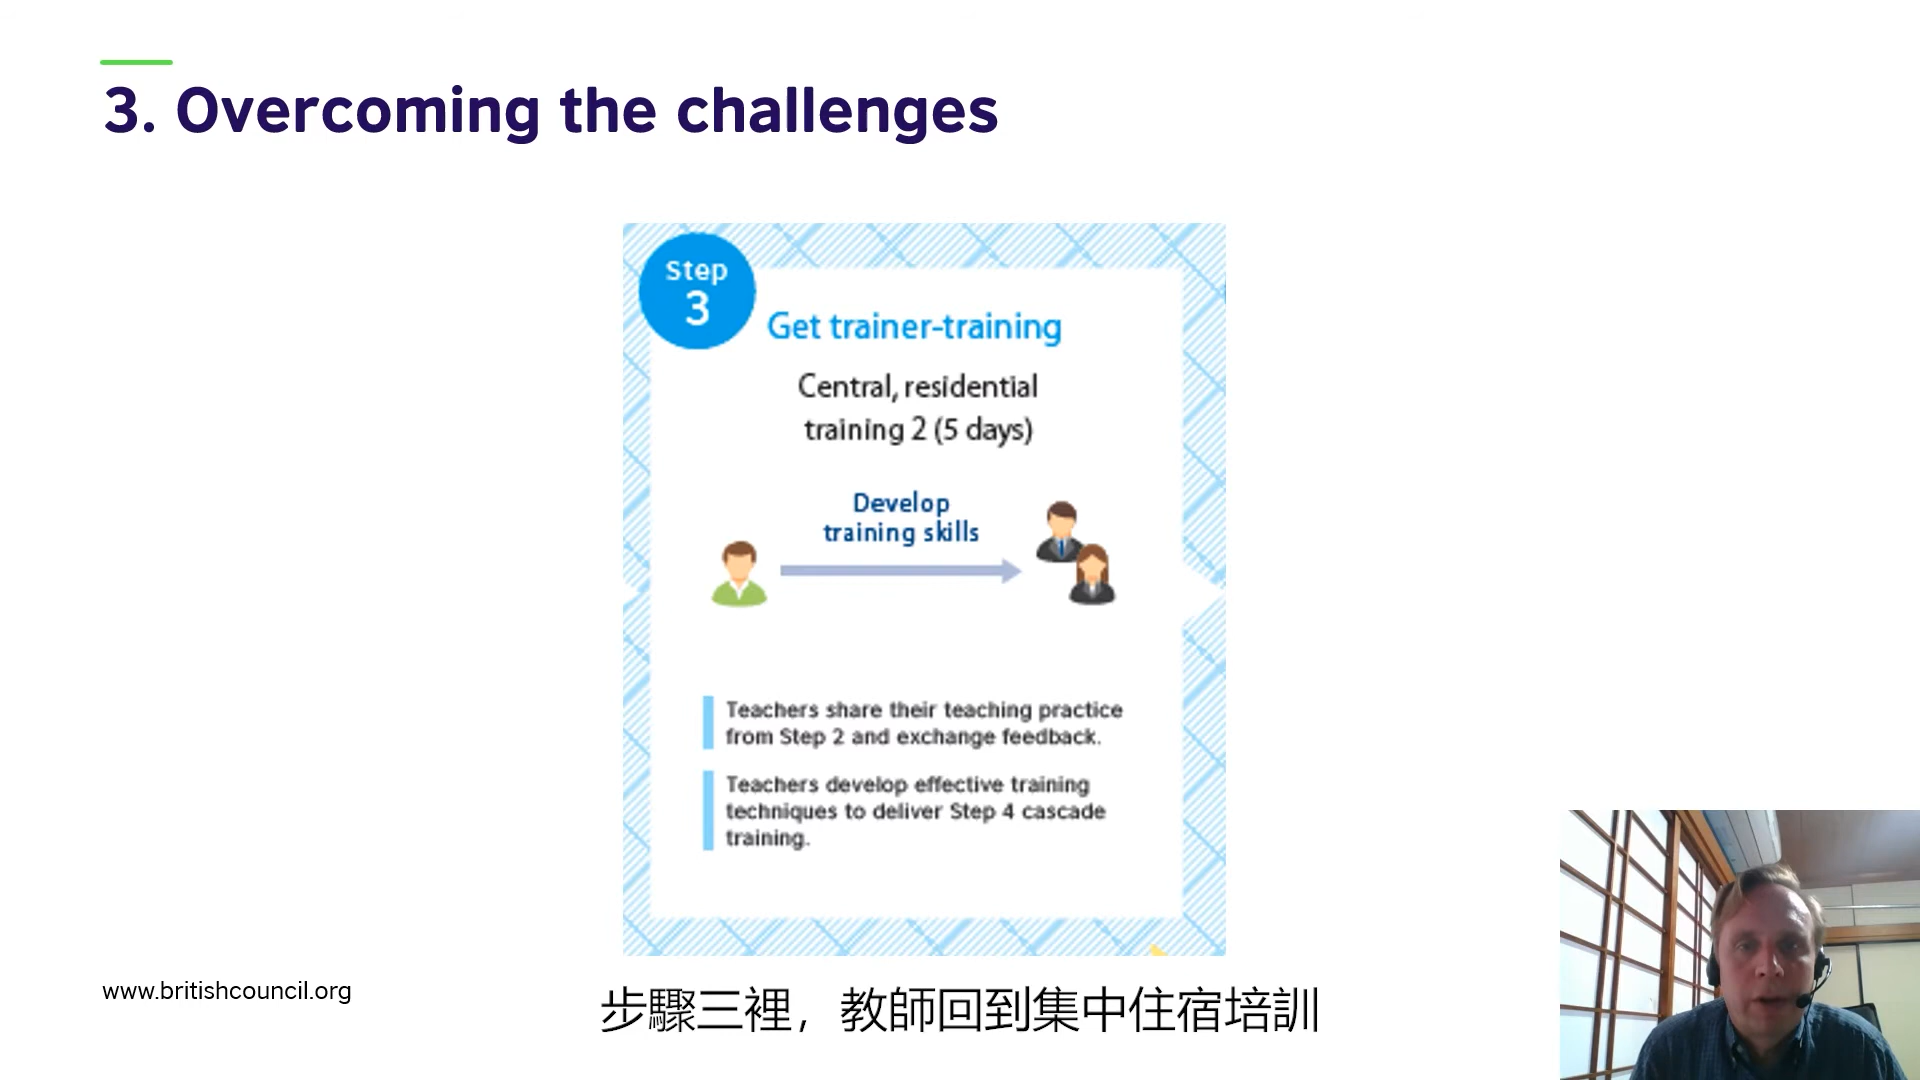 3. Overcoming the challenges
Step
3
Get trainer-training
Central, residential
training 2 (5 days)
Develop
training skills
Teachers share their teaching practice
from Step 2 and exchange feedback.
Teachers develop effective training
techniques to deliver Step 4 cascade
training.
www.britishcouncil.org
步驟三裡，教師回到集中住宿培訓